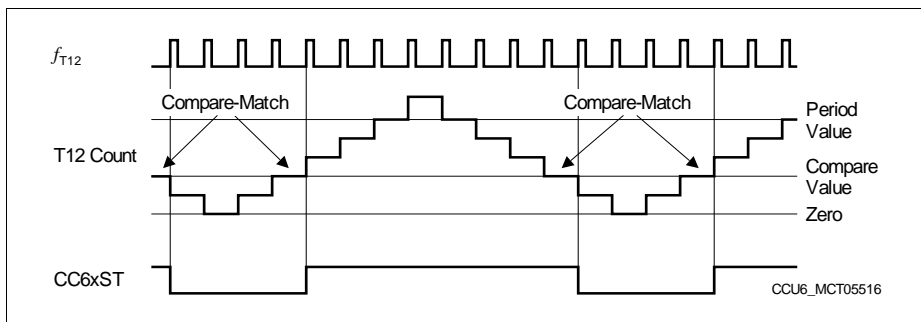 fT12
Compare-Match
Compare-Match
Period
Value
T12 Count
Compare
Value
Zero
CC6xST
CCU6_MCT05516